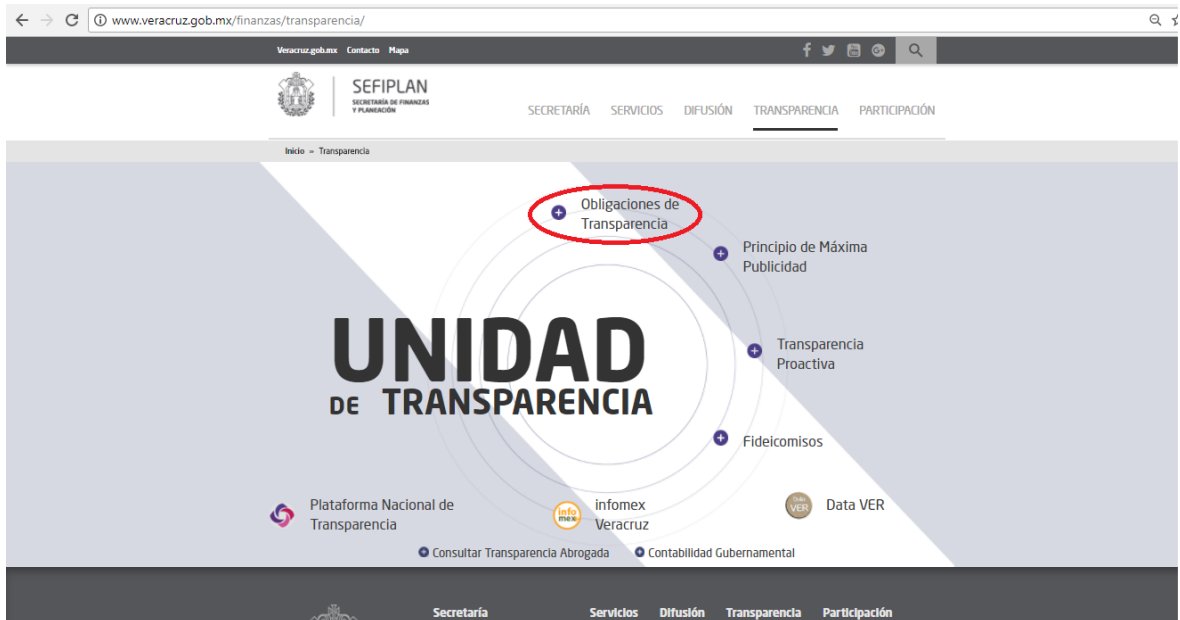 www.veracruz.gob.mx/finanzas/transparencia/
Veracruz.gob.mx Contacto Mapa
SEFIPLAN
SECRETARÍA DE FINANZAS
Y PLANEACIÓN
SECRETARÍA SERVICIOS DIFUSIÓN TRANSPARENCIA PARTICIPACIÓN
Inicio » Transparencia
Obligaciones de
Transparencia
Principio de Máxima
Publicidad
UNIDAD
DE TRANSPARENCIA
Transparencia
Proactiva
Fideicomisos
Plataforma Nacional de
Transparencia
info
mex
infomex
Veracruz
Data
VER
Data VER
Consultar Transparencia Abrogada Contabilidad Gubernamental
Secretaría Servicios Difusión Transparencia Participación